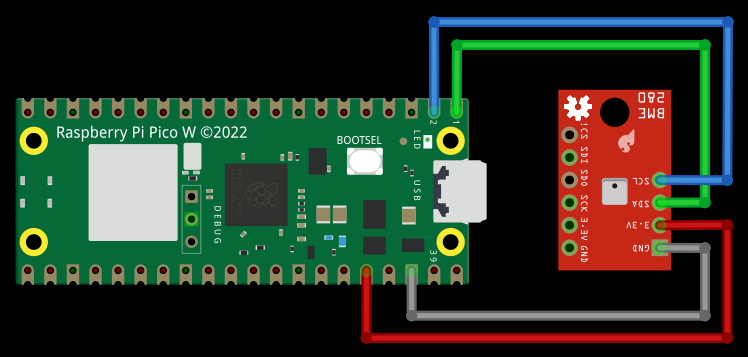 Raspberry Pi Pico W ©2022
BOOTSEL
LED
USB
DEBUG
2
1
39
BME
280
!CS
SDI
SDO
SCK
3.3V
GND
SCL
SDA
3.3V
GND